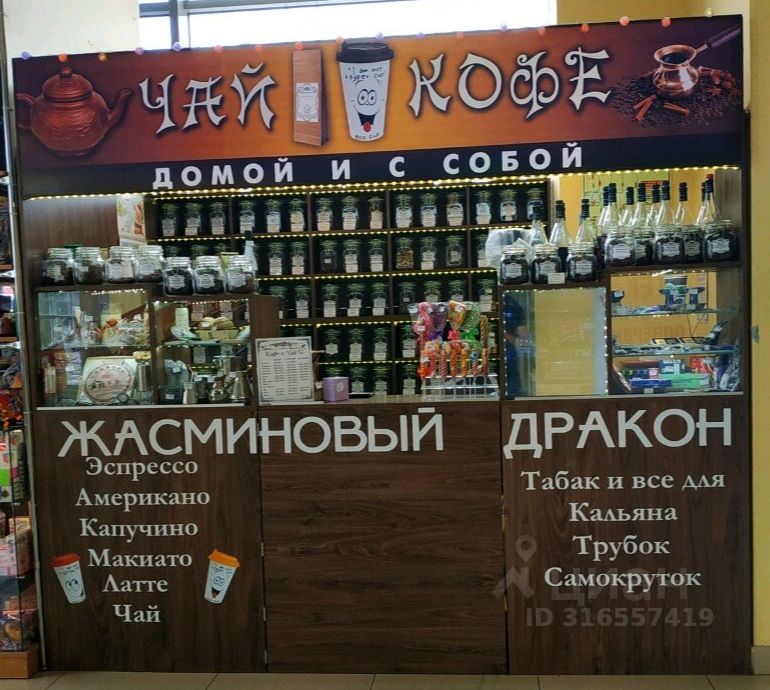 ЧАЙ КОФЕ
ДОМОЙ И С СОБОЙ
ЖАСМИНОВЫЙ ДРАКОН
Эспрессо
Американо
Капучино
Макиато
Латте
Чай
Табак и все для
Кальяна
Трубок
Самокруток
ЦИОН
ID 316557419